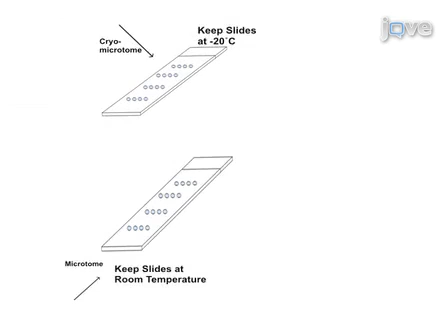 jove
Cryo-
microtome
Keep Slides
at -20˚C
Microtome
Keep Slides at
Room Temperature